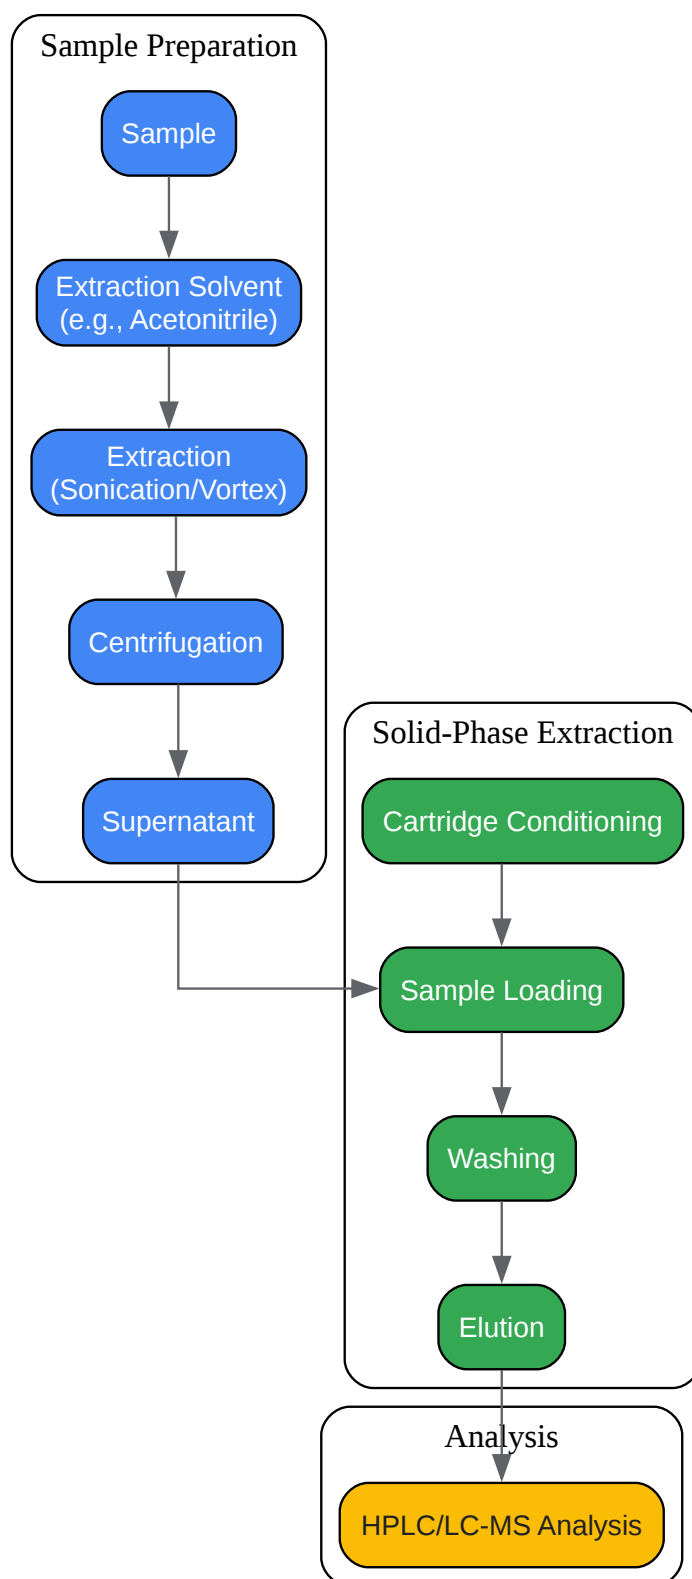 Sample Preparation
Sample
Extraction Solvent
(e.g., Acetonitrile)
Extraction
(Sonication/Vortex)
Centrifugation
Supernatant
Solid-Phase Extraction
Cartridge Conditioning
Sample Loading
Washing
Elution
Analysis
HPLC/LC-MS Analysis